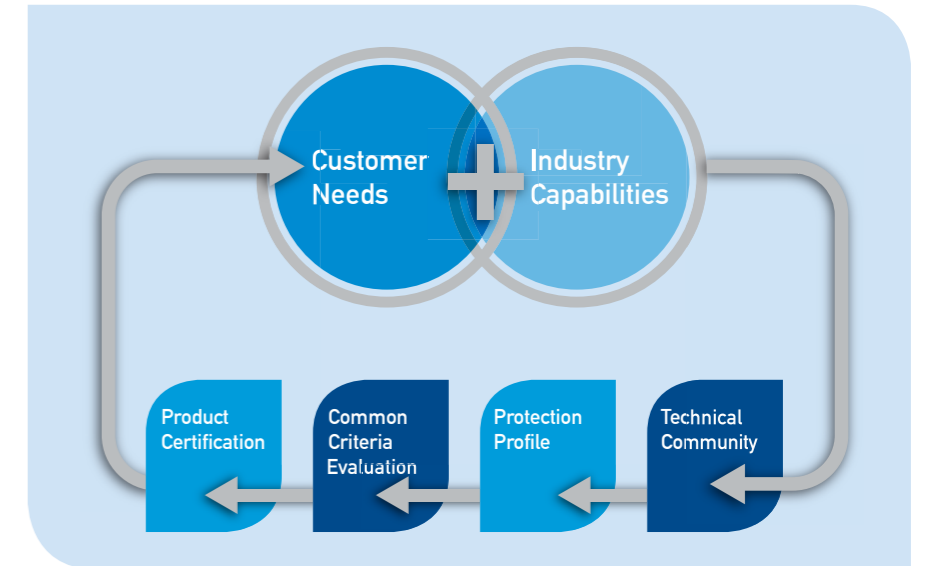 Customer
Needs
Industry
Capabilities
Product
Certification
Common
Criteria
Evaluation
Protection
Profile
Technical
Community